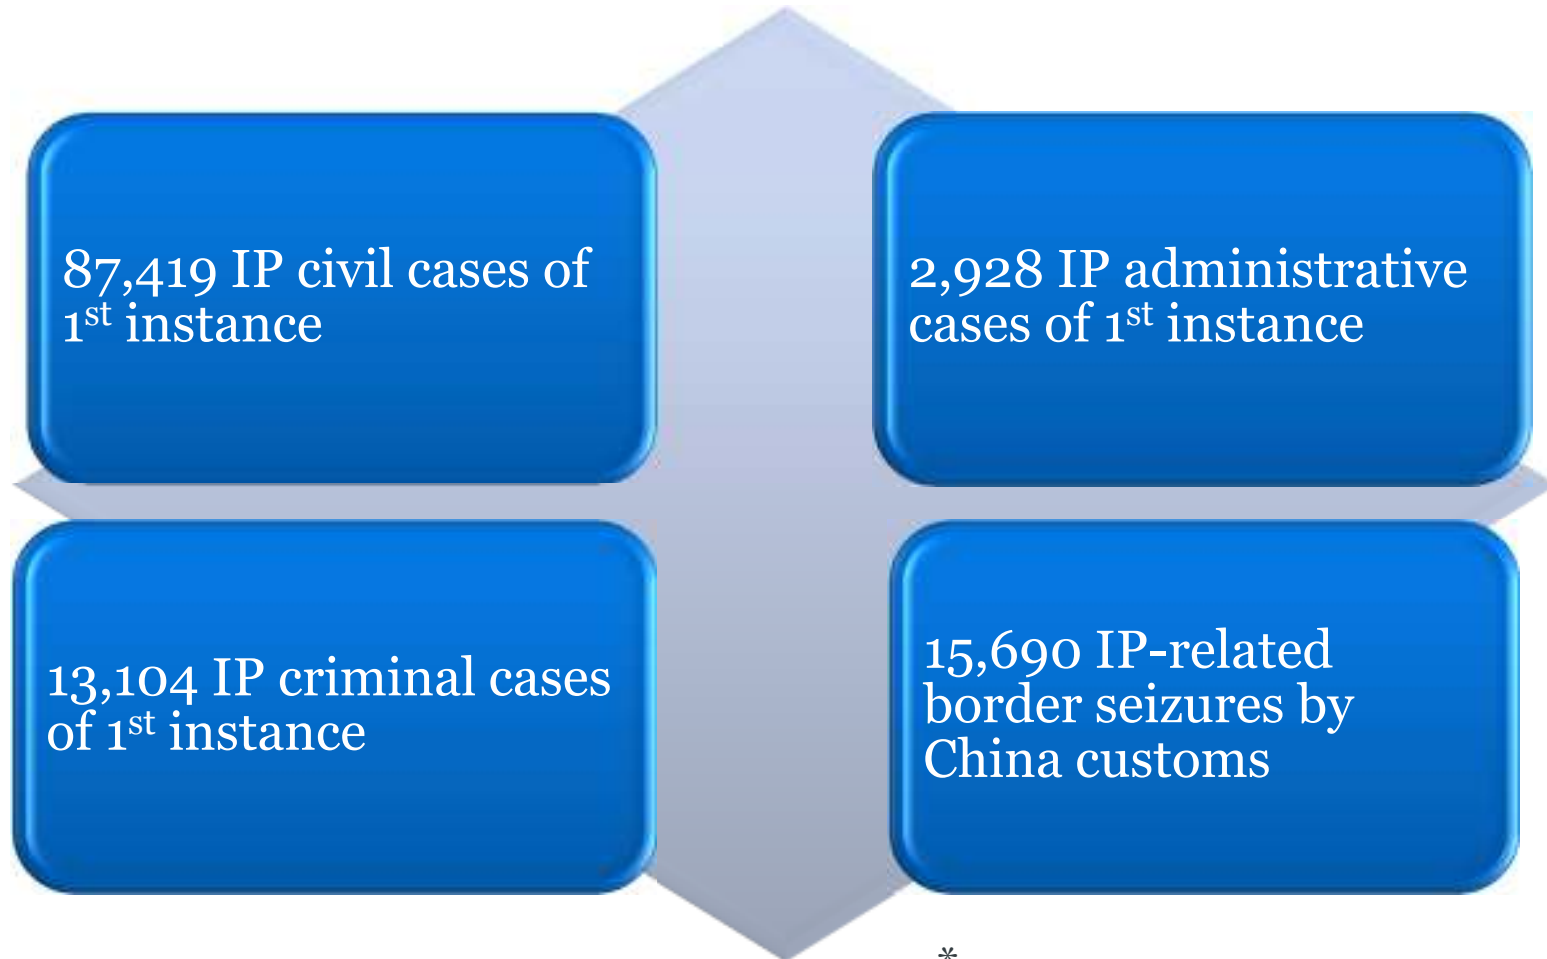 87,419 IP civil cases of
1st instance
2,928 IP administrative
cases of 1st instance
13,104 IP criminal cases
of 1st instance
15,690 IP-related
border seizures by
China customs
*